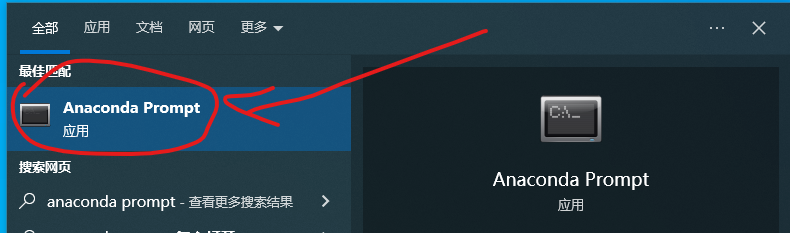 全部 应用 文档 网页 更多
最佳匹配
Anaconda Prompt
应用
搜索网页
anaconda prompt - 查看更多搜索结果
C:\_
Anaconda Prompt
应用